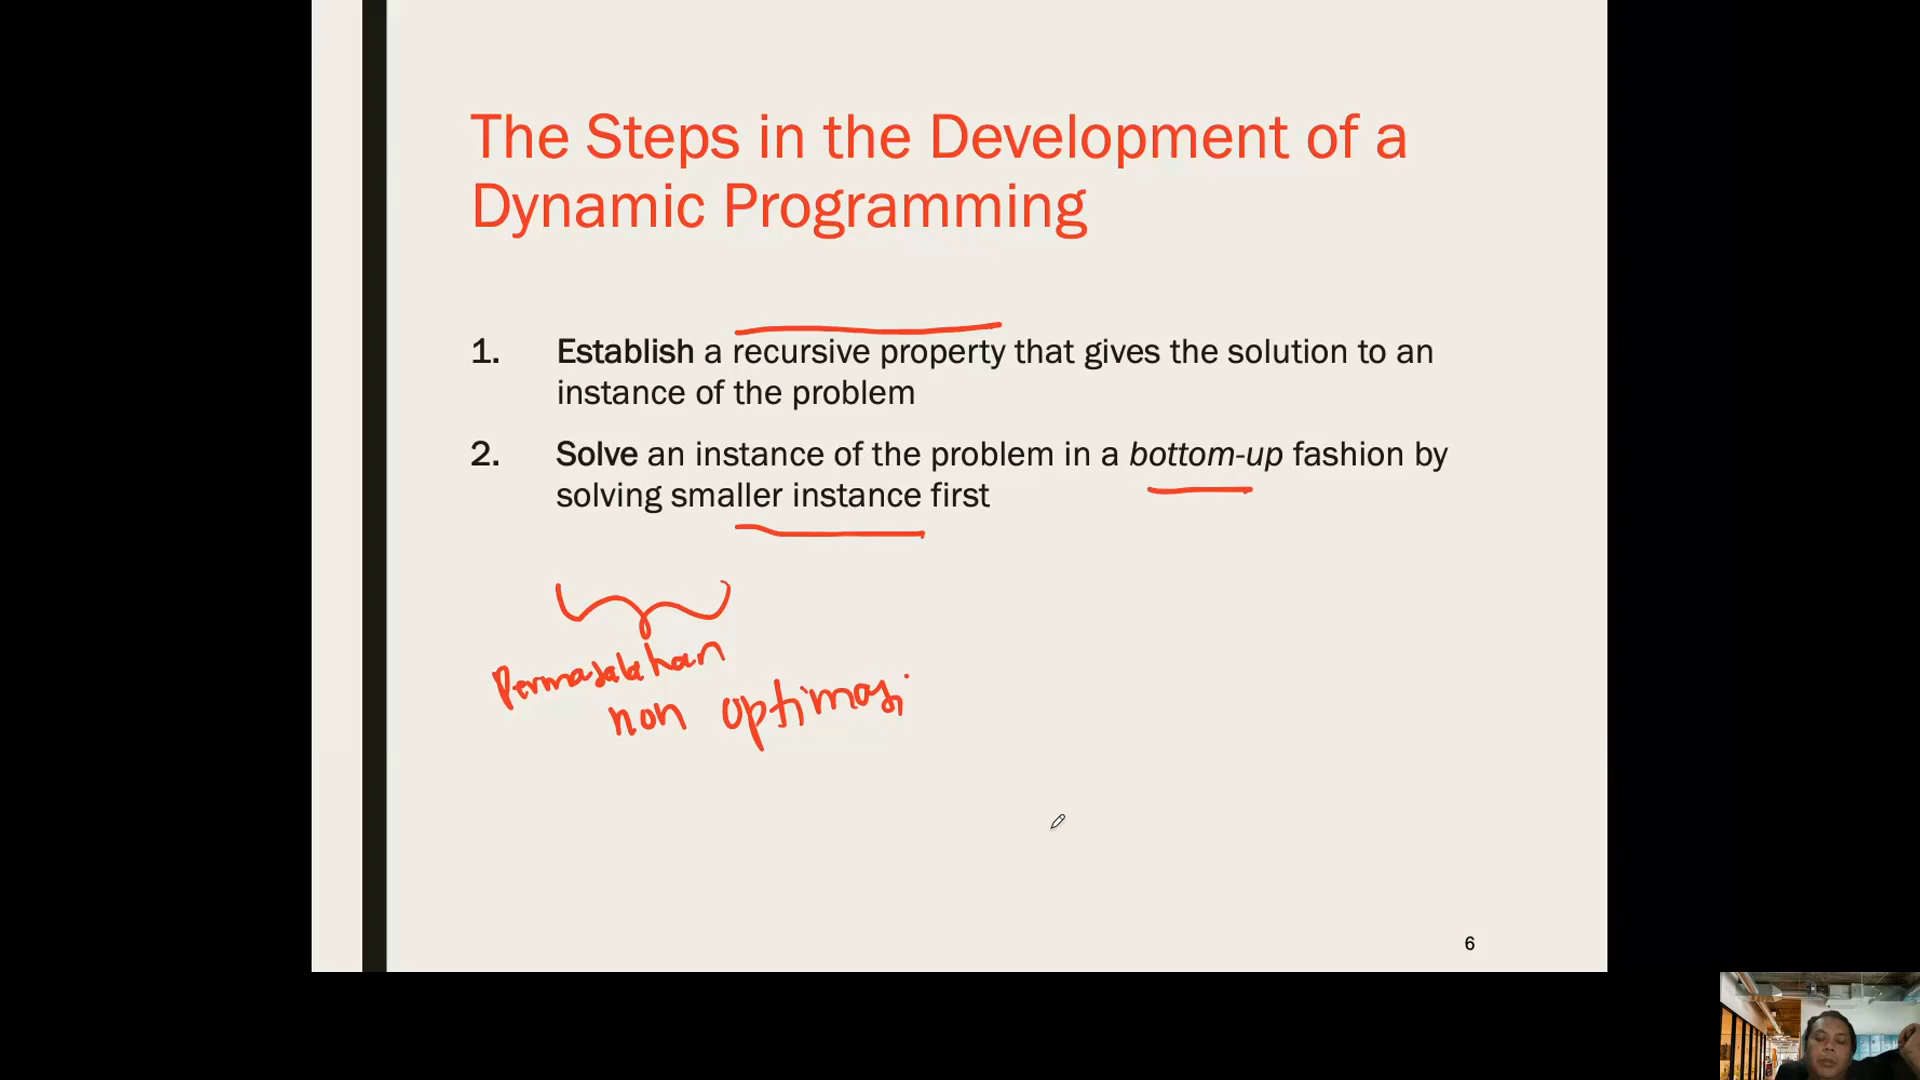 The Steps in the Development of a
Dynamic Programming
1. Establish a recursive property that gives the solution to an
instance of the problem
2. Solve an instance of the problem in a bottom-up fashion by
solving smaller instance first
Permasalahan
non optimasi
6